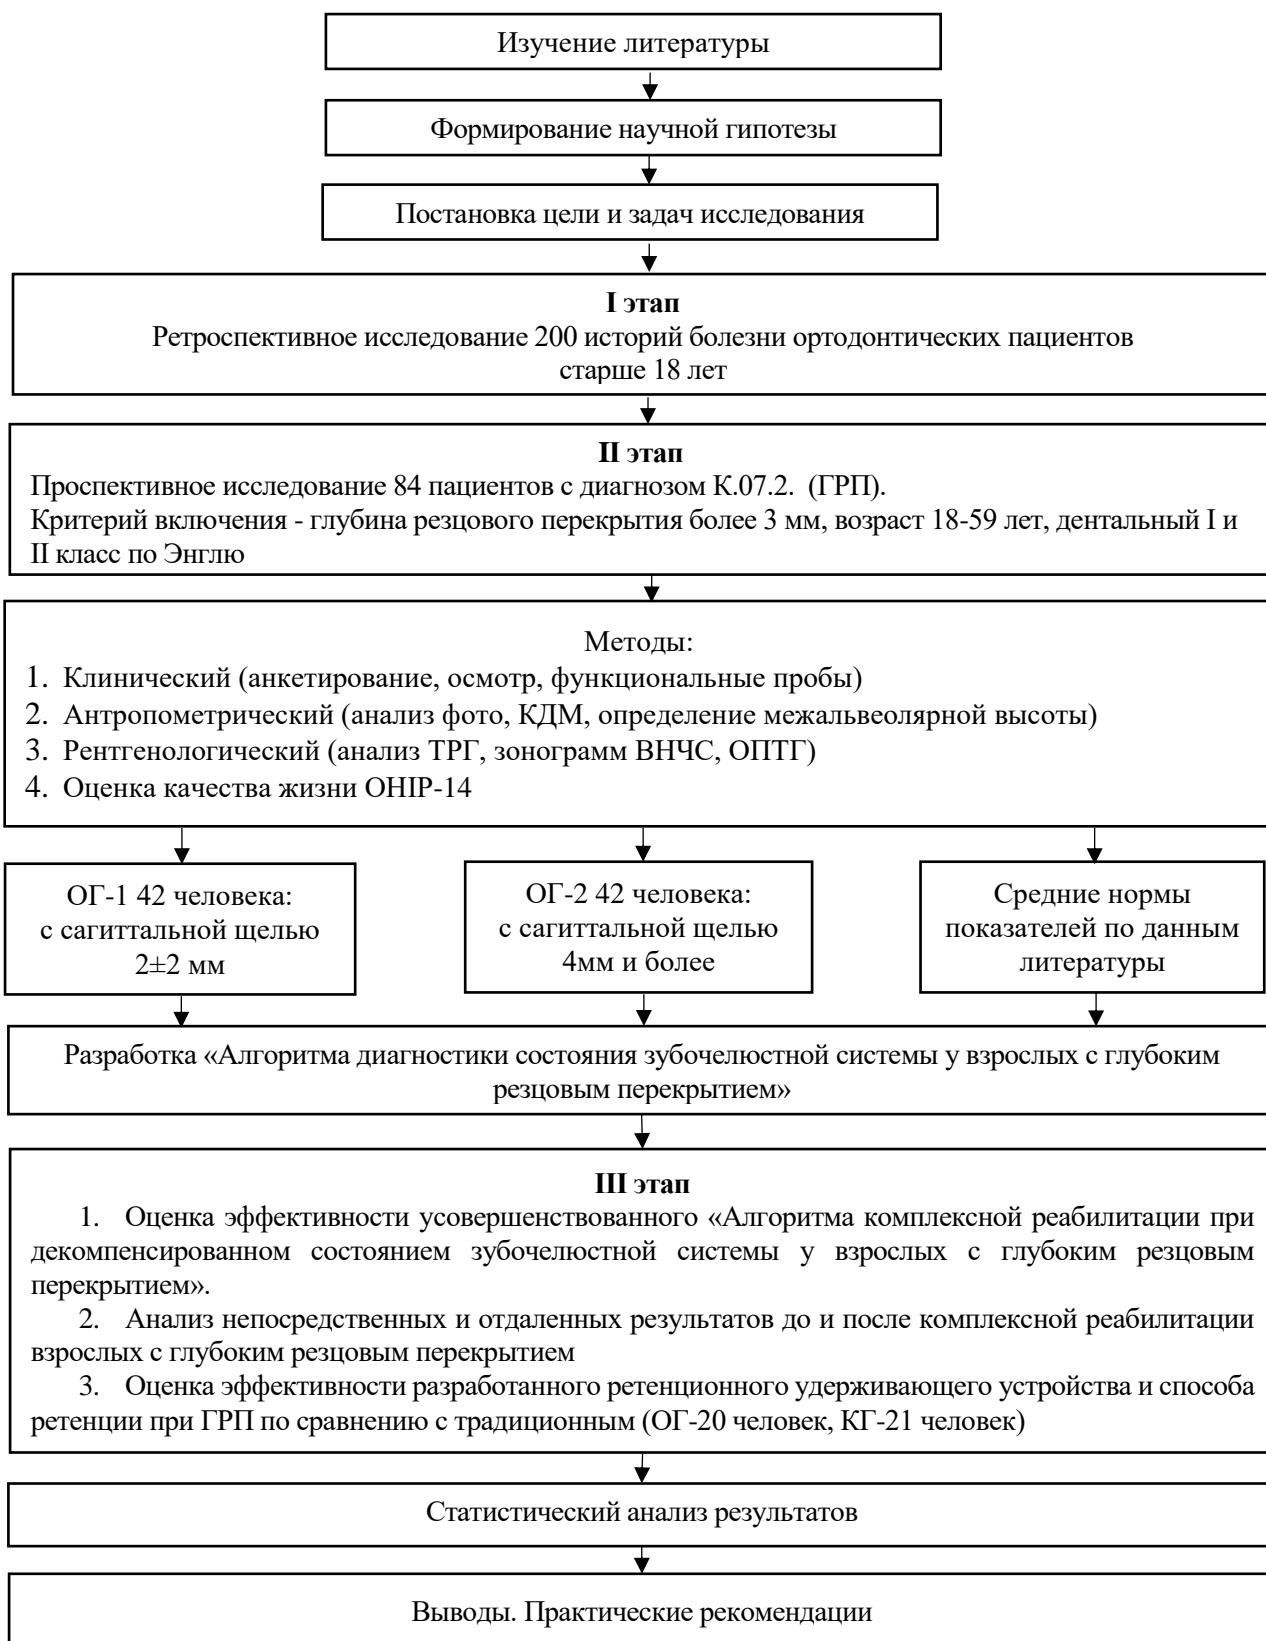 Изучение литературы
Формирование научной гипотезы
Постановка цели и задач исследования
I этап
Ретроспективное исследование 200 историй болезни ортодонтических пациентов
старше 18 лет
II этап
Проспективное исследование 84 пациентов с диагнозом К.07.2. (ГРП).
Критерий включения - глубина резцового перекрытия более 3 мм, возраст 18-59 лет, дентальный I и
II класс по Энглю
Методы:
1. Клинический (анкетирование, осмотр, функциональные пробы)
2. Антропометрический (анализ фото, КДМ, определение межальвеолярной высоты)
3. Рентгенологический (анализ ТРГ, зонограмм ВНЧС, ОПТГ)
4. Оценка качества жизни OHIP-14
ОГ-1 42 человека:
с сагиттальной щелью
2±2 мм
ОГ-2 42 человека:
с сагиттальной щелью
4мм и более
Средние нормы
показателей по данным
литературы
Разработка «Алгоритма диагностики состояния зубочелюстной системы у взрослых с глубоким
резцовым перекрытием»
III этап
1. Оценка эффективности усовершенствованного «Алгоритма комплексной реабилитации при
декомпенсированном состоянием зубочелюстной системы у взрослых с глубоким резцовым
перекрытием».
2. Анализ непосредственных и отдаленных результатов до и после комплексной реабилитации
взрослых с глубоким резцовым перекрытием
3. Оценка эффективности разработанного ретенционного удерживающего устройства и способа
ретенции при ГРП по сравнению с традиционным (ОГ-20 человек, КГ-21 человек)
Статистический анализ результатов
Выводы. Практические рекомендации